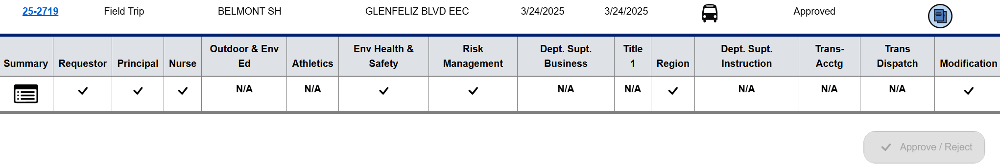 25-2719 Field Trip BELMONT SH GLENFELIZ BLVD EEC 3/24/2025 3/24/2025 Approved
Summary Requestor Principal Nurse Outdoor & Env Ed Athletics Env Health & Safety Risk Management Dept. Supt. Business Title 1 Region Dept. Supt. Instruction Trans-Acctg Trans Dispatch Modification
N/A N/A N/A N/A N/A N/A N/A
Approve / Reject